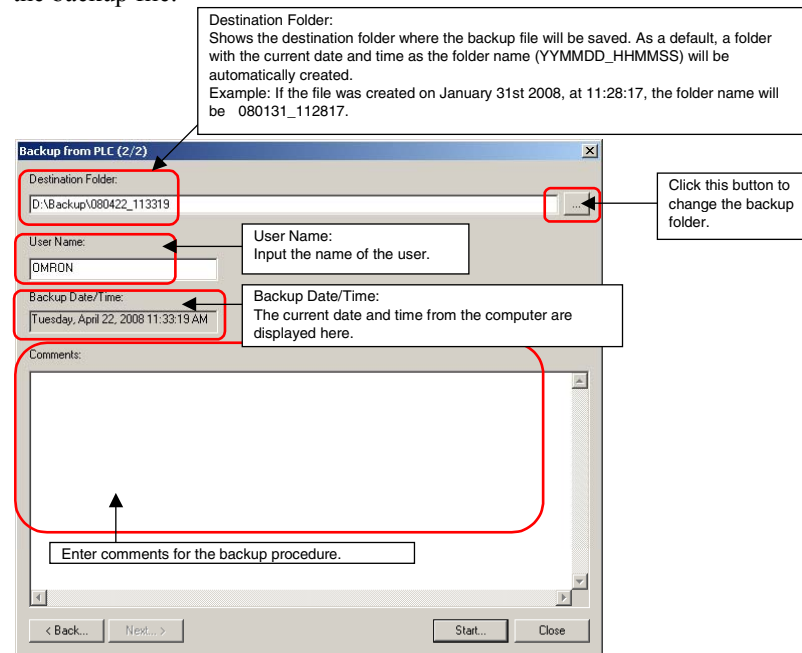 the backup file.
Destination Folder:
Shows the destination folder where the backup file will be saved. As a default, a folder
with the current date and time as the folder name (YYMMDD_HHMMSS) will be
automatically created.
Example: If the file was created on January 31st 2008, at 11:28:17, the folder name will
be 080131_112817.
Backup from PLC (2/2)
Destination Folder:
D:\Backup\080422_113319
...
Click this button to
change the backup
folder.
User Name:
OMRON
User Name:
Input the name of the user.
Backup Date/Time:
Tuesday, April 22, 2008 11:33:19 AM
Backup Date/Time:
The current date and time from the computer are
displayed here.
Comments:
Enter comments for the backup procedure.
< Back...
Next... >
Start...
Close